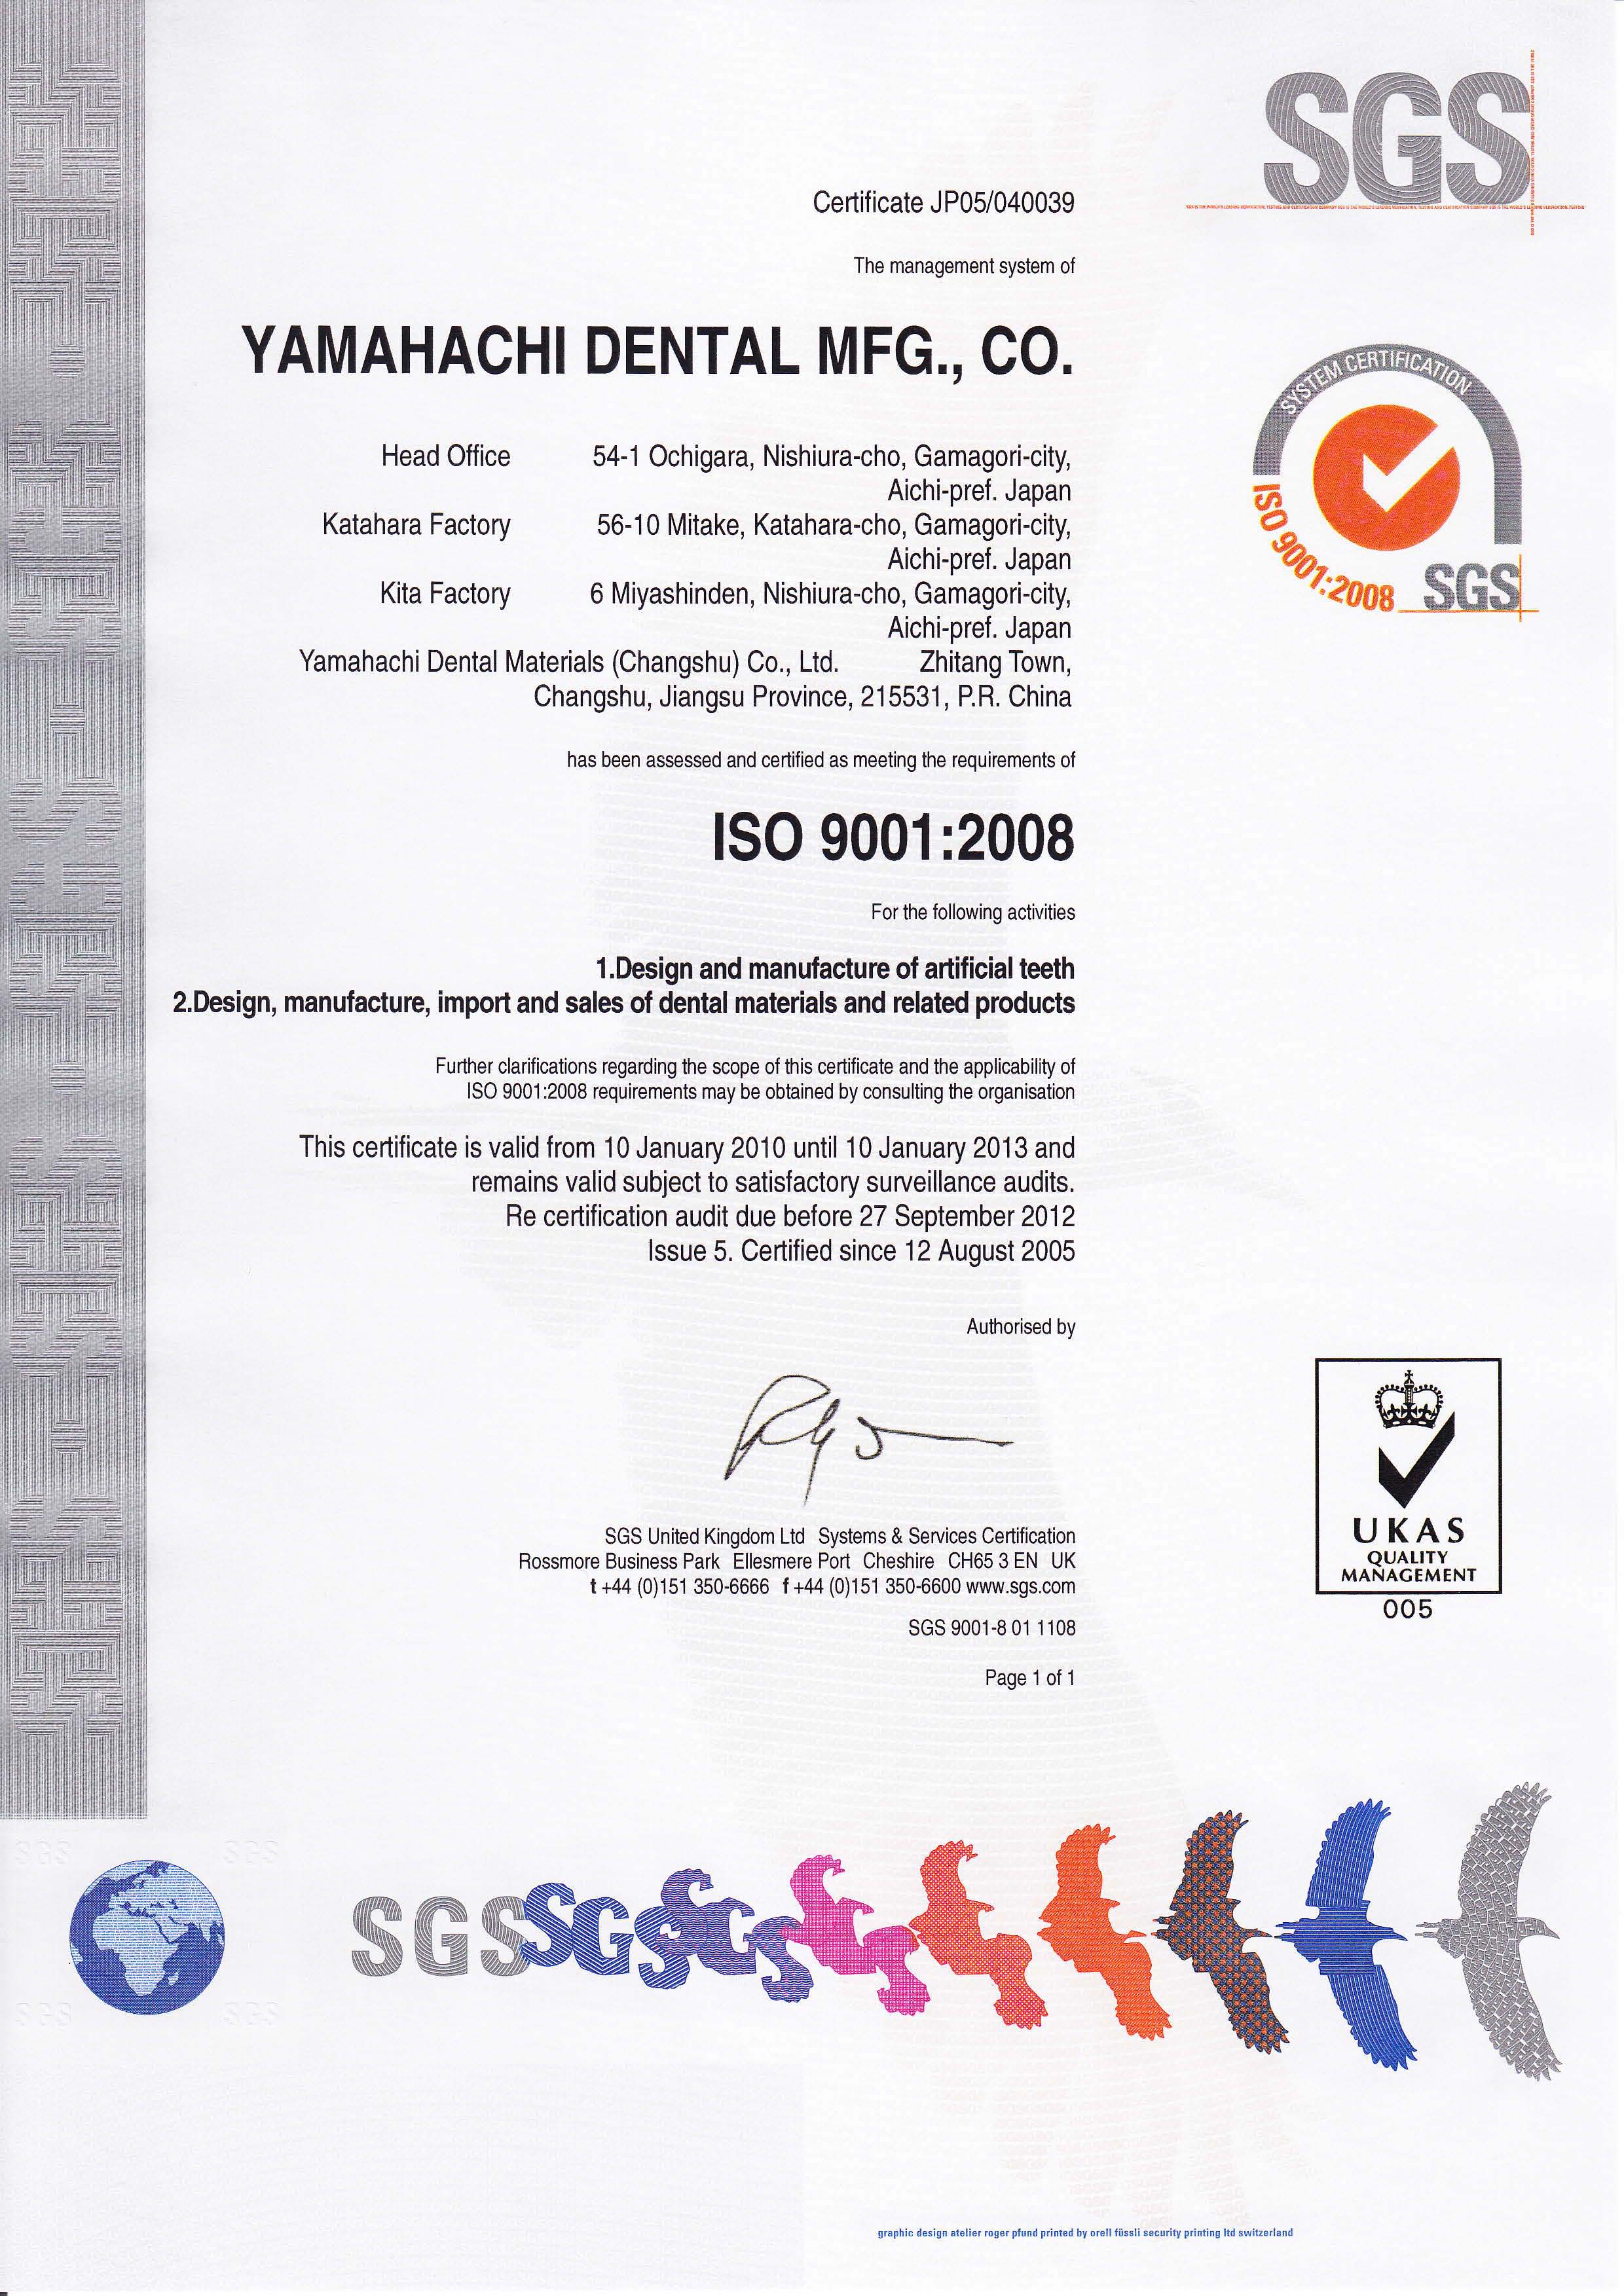 SGS
Certificate JP05/040039
The management system of
YAMAHACHI DENTAL MFG., CO.
SYSTEM CERTIFICATION
ISO 9001:2008
SGS
Head Office 54-1 Ochigara, Nishiura-cho, Gamagori-city,
Aichi-pref. Japan
Katahara Factory 56-10 Mitake, Katahara-cho, Gamagori-city,
Aichi-pref. Japan
Kita Factory 6 Miyashinden, Nishiura-cho, Gamagori-city,
Aichi-pref. Japan
Yamahachi Dental Materials (Changshu) Co., Ltd. Zhitang Town,
Changshu, Jiangsu Province, 215531, P.R. China
has been assessed and certified as meeting the requirements of
ISO 9001:2008
For the following activities
1.Design and manufacture of artificial teeth
2.Design, manufacture, import and sales of dental materials and related products
Further clarifications regarding the scope of this certificate and the applicability of
ISO 9001:2008 requirements may be obtained by consulting the organisation
This certificate is valid from 10 January 2010 until 10 January 2013 and
remains valid subject to satisfactory surveillance audits.
Re certification audit due before 27 September 2012
Issue 5. Certified since 12 August 2005
Authorised by
SGS United Kingdom Ltd Systems & Services Certification
Rossmore Business Park Ellesmere Port Cheshire CH65 3 EN UK
t +44 (0)151 350-6666 f +44 (0)151 350-6600 www.sgs.com
SGS 9001-8 01 1108
Page 1 of 1
UKAS
QUALITY
MANAGEMENT
005
SGS SGS
SGS SGS SGS
SGS SGS
graphic design atelier roger pfund printed by orell füssli security printing ltd switzerland